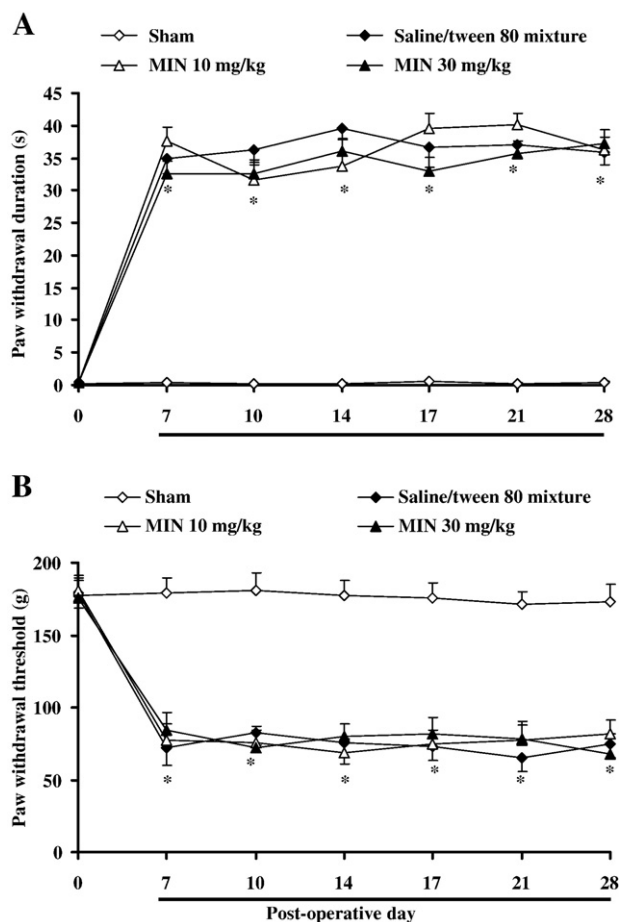 A
Sham
Saline/tween 80 mixture
MIN 10 mg/kg
MIN 30 mg/kg
Paw withdrawal duration (s)
45
40
35
30
25
20
15
10
5
0
* * * * * *
0 7 10 14 17 21 28
B
Sham
Saline/tween 80 mixture
MIN 10 mg/kg
MIN 30 mg/kg
Paw withdrawal threshold (g)
200
150
100
50
0
* * * * * *
0 7 10 14 17 21 28
Post-operative day